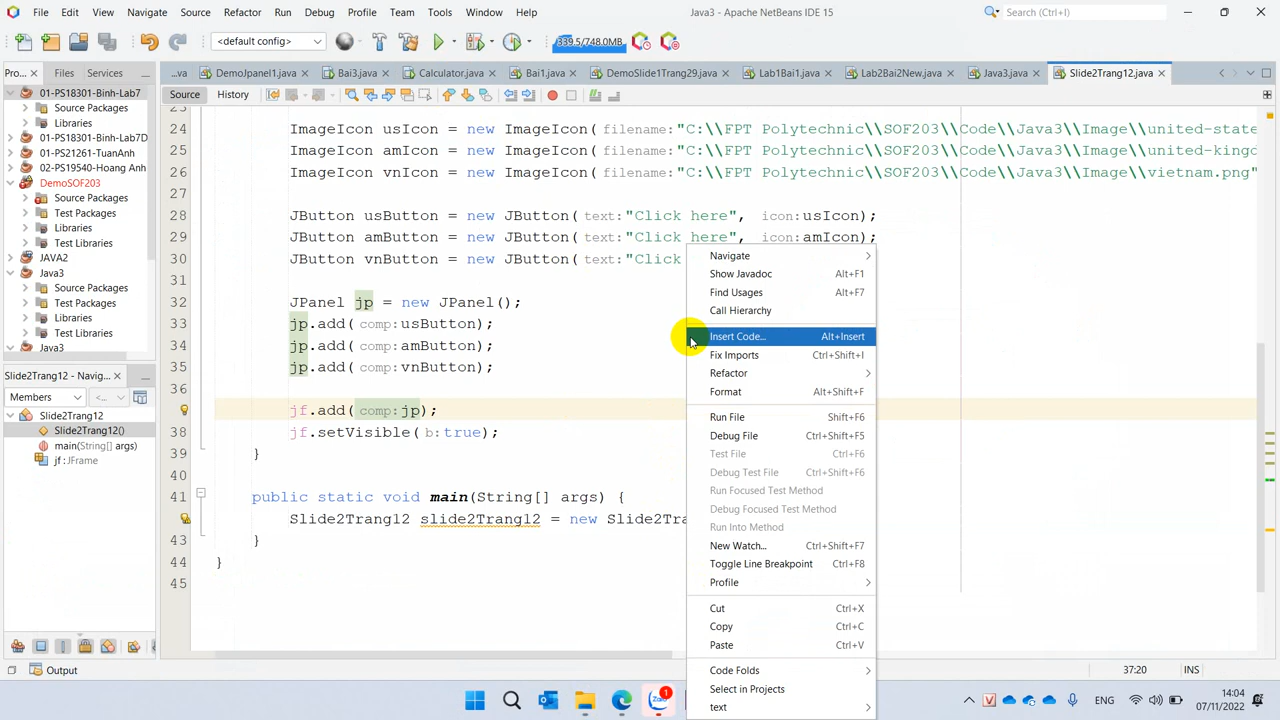 File Edit View Navigate Source Refactor Run Debug Profile Team Tools Window Help
Java3 - Apache NetBeans IDE 15
Search (Ctrl+I)
<default config>
339.5/748.0MB
Pro... Files Services
...va DemoJpanel1.java Bai5.java Calculator.java Bai1.java DemoSlide1Trang29.java Lab1Bai1.java Lab2Bai2New.java Java3.java Slide2Trang12.java
Source History
01-PS18301-Binh-Lab7
Source Packages
Libraries
01-PS18301-Binh-Lab7D
01-PS21261-TuanAnh
02-PS19540-Hoang Anh
DemoSOF203
Source Packages
Test Packages
Libraries
Test Libraries
JAVA2
Java3
Source Packages
Test Packages
Libraries
Test Libraries
Java3
Slide2Trang12 - Navig...
Members
Slide2Trang12
Slide2Trang12()
main(String[] args)
jf : JFrame
23
24 ImageIcon usIcon = new ImageIcon(filename:"C:\\FPT Polytechnic\\SOF203\\Code\\Java3\\Image\\united-state
25 ImageIcon amIcon = new ImageIcon(filename:"C:\\FPT Polytechnic\\SOF203\\Code\\Java3\\Image\\united-kingd
26 ImageIcon vnIcon = new ImageIcon(filename:"C:\\FPT Polytechnic\\SOF203\\Code\\Java3\\Image\\vietnam.png"
27
28 JButton usButton = new JButton(text:"Click here", icon:usIcon);
29 JButton amButton = new JButton(text:"Click here", icon:amIcon);
30 JButton vnButton = new JButton(text:"Click
31
32 JPanel jp = new JPanel();
33 jp.add(comp:usButton);
34 jp.add(comp:amButton);
35 jp.add(comp:vnButton);
36
jf.add(comp:jp);
38 jf.setVisible(b:true);
39 }
40
41 public static void main(String[] args) {
Slide2Trang12 slide2Trang12 = new Slide2Tra
43 }
44 }
45
Navigate
Show Javadoc Alt+F1
Find Usages Alt+F7
Call Hierarchy
Insert Code... Alt+Insert
Fix Imports Ctrl+Shift+I
Refactor
Format Alt+Shift+F
Run File Shift+F6
Debug File Ctrl+Shift+F5
Test File Ctrl+F6
Debug Test File Ctrl+Shift+F6
Run Focused Test Method
Debug Focused Test Method
Run Into Method
New Watch... Ctrl+Shift+F7
Toggle Line Breakpoint Ctrl+F8
Profile
Cut Ctrl+X
Copy Ctrl+C
Paste Ctrl+V
Code Folds
Select in Projects
text
Output
37:20 INS
Zalo 1
ENG
14:04
07/11/2022